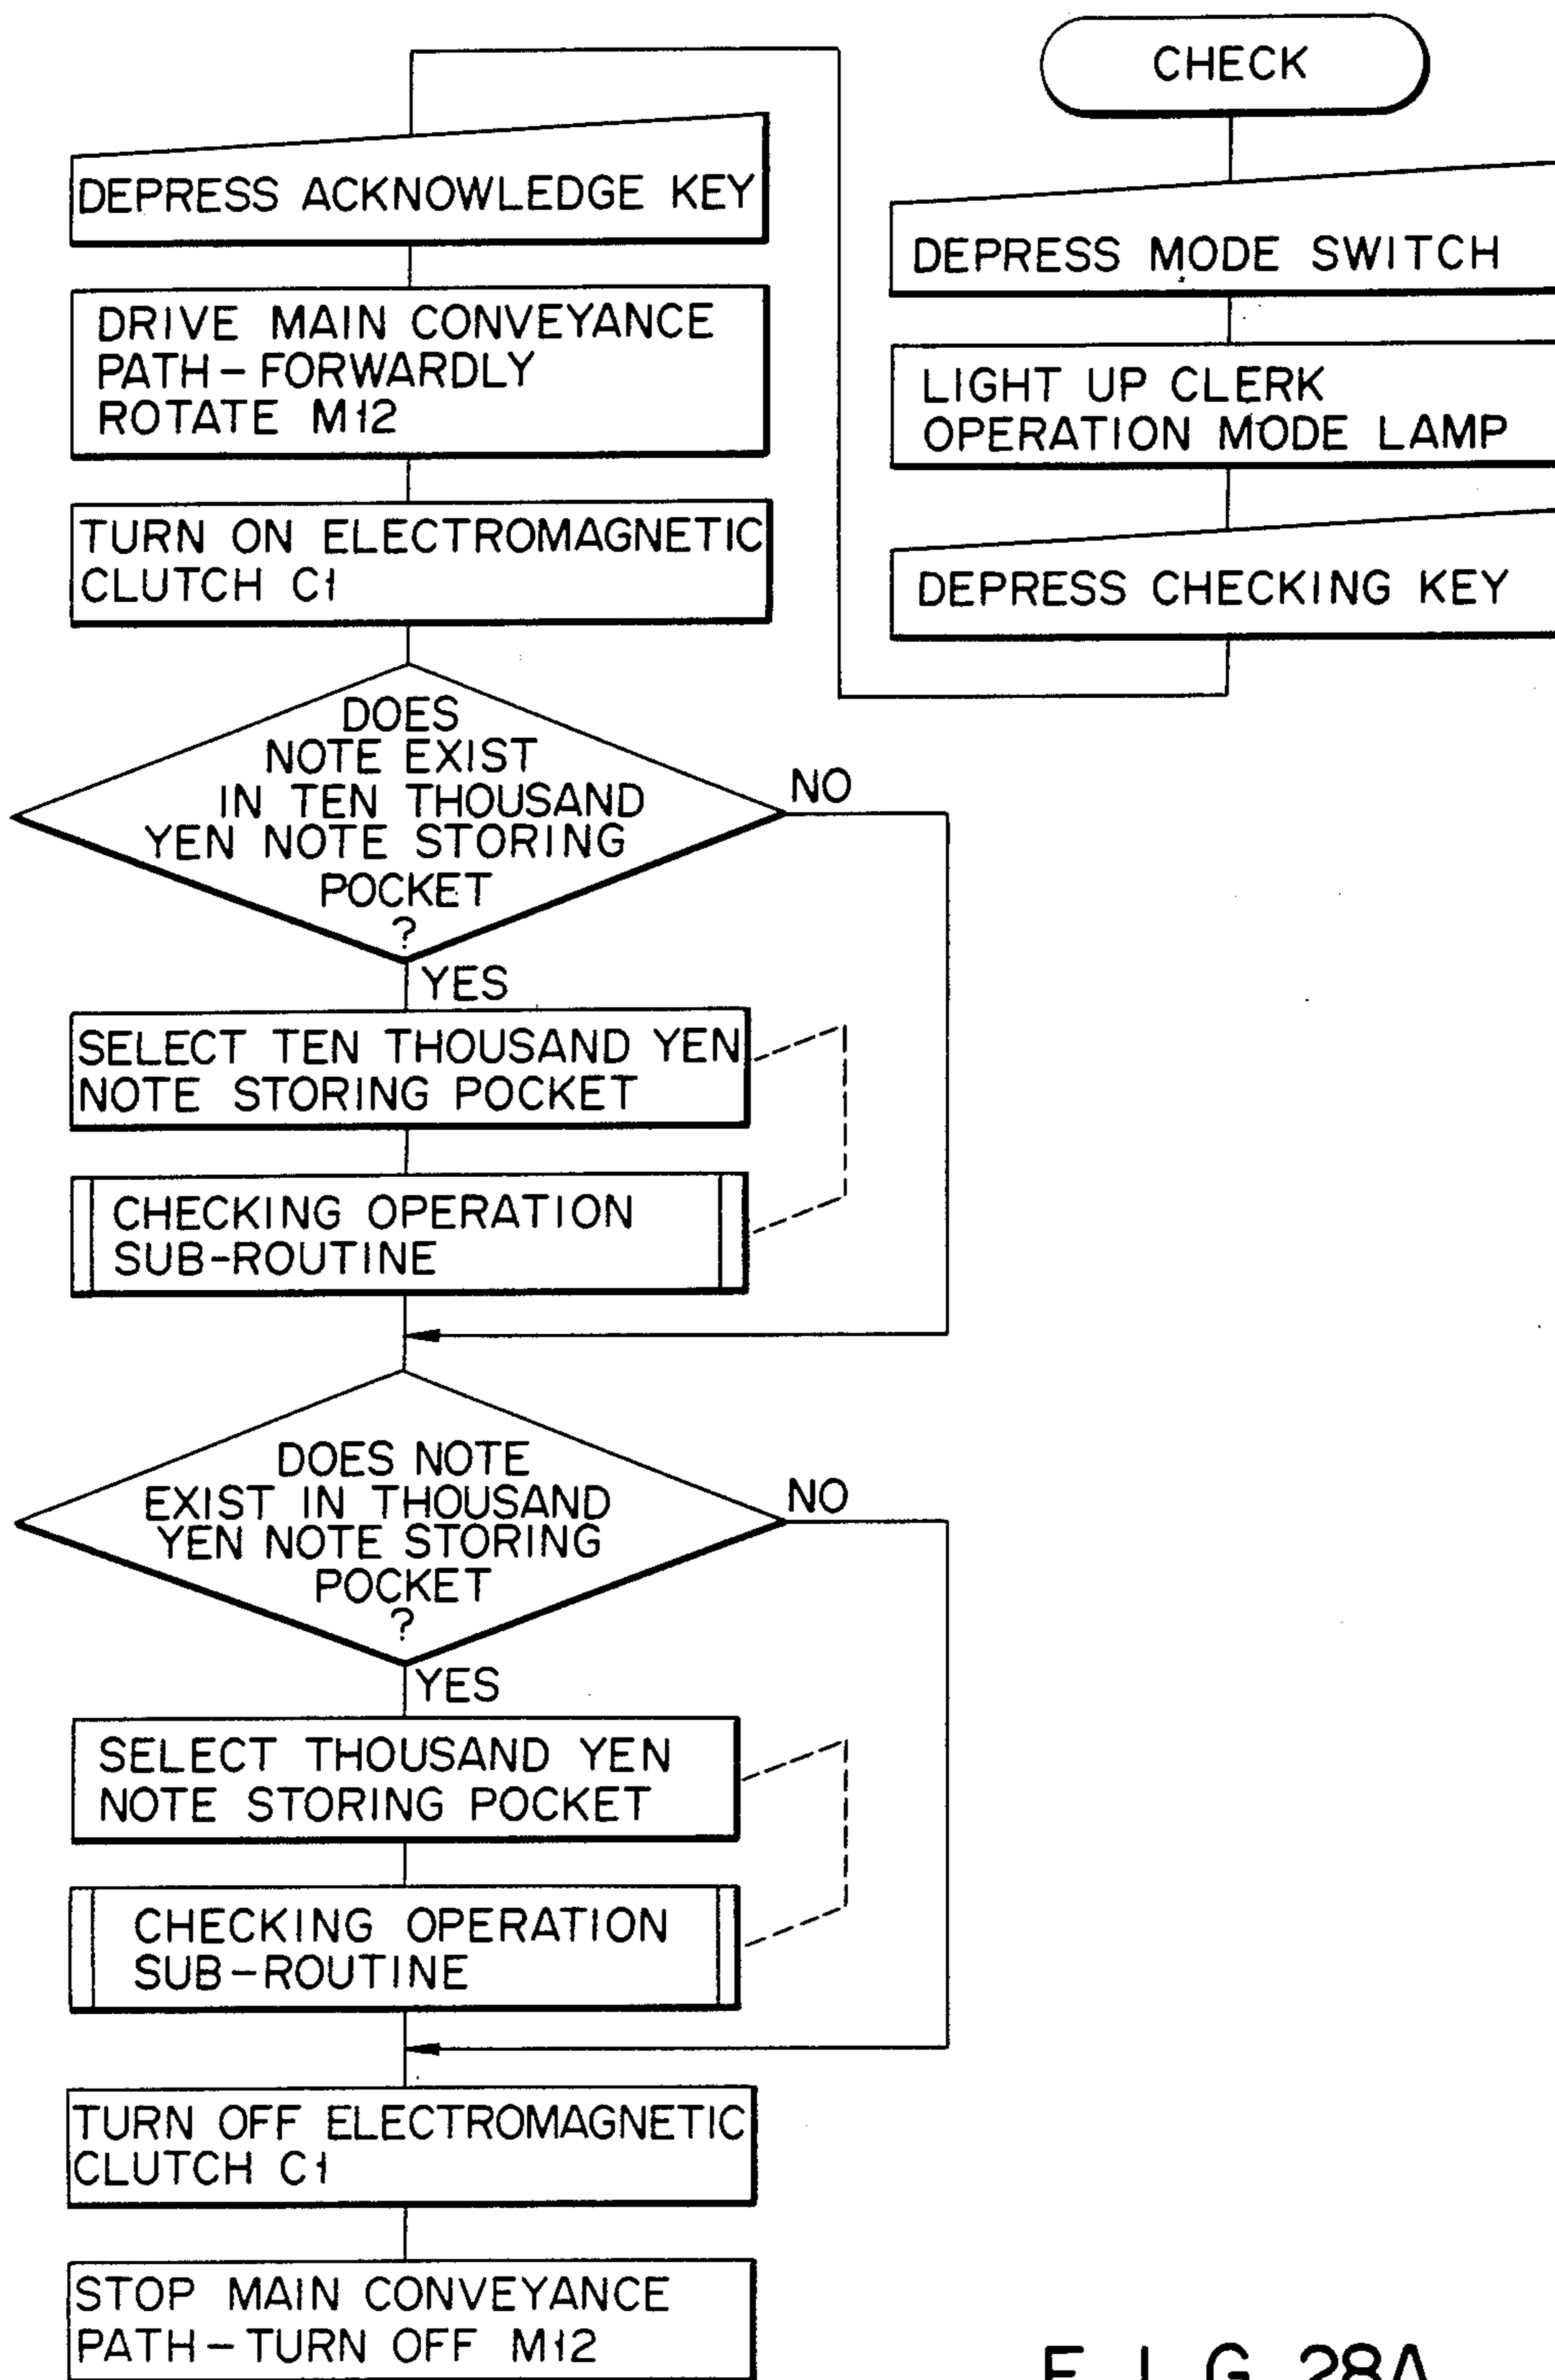 CHECK
DEPRESS MODE SWITCH
LIGHT UP CLERK
OPERATION MODE LAMP
DEPRESS CHECKING KEY
DEPRESS ACKNOWLEDGE KEY
DRIVE MAIN CONVEYANCE
PATH-FORWARDLY
ROTATE M12
TURN ON ELECTROMAGNETIC
CLUTCH C1
DOES
NOTE EXIST
IN TEN THOUSAND
YEN NOTE STORING
POCKET
?
NO
YES
SELECT TEN THOUSAND YEN
NOTE STORING POCKET
CHECKING OPERATION
SUB-ROUTINE
DOES NOTE
EXIST IN THOUSAND
YEN NOTE STORING
POCKET
?
NO
YES
SELECT THOUSAND YEN
NOTE STORING POCKET
CHECKING OPERATION
SUB-ROUTINE
TURN OFF ELECTROMAGNETIC
CLUTCH C1
STOP MAIN CONVEYANCE
PATH-TURN OFF M12
FIG 28A